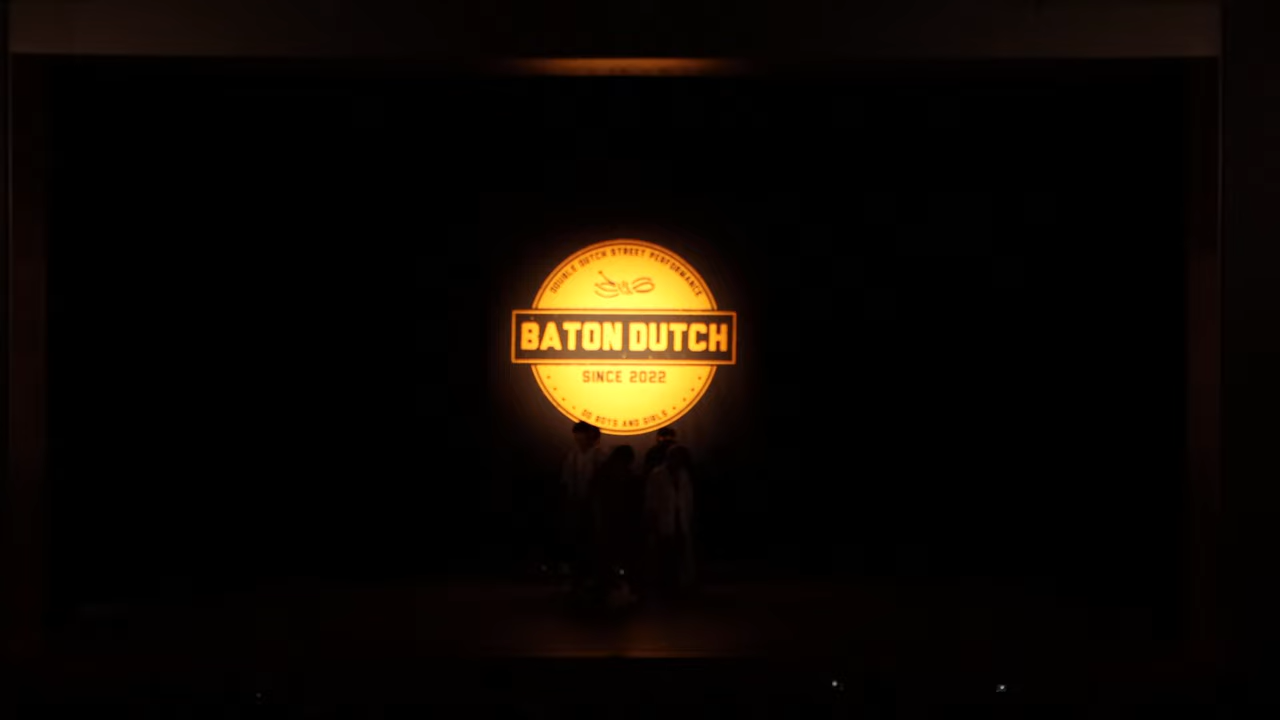 DOUBLE DUTCH STREET PERFORMANCE
BATON DUTCH
SINCE 2022
DD BOYS AND GIRLS